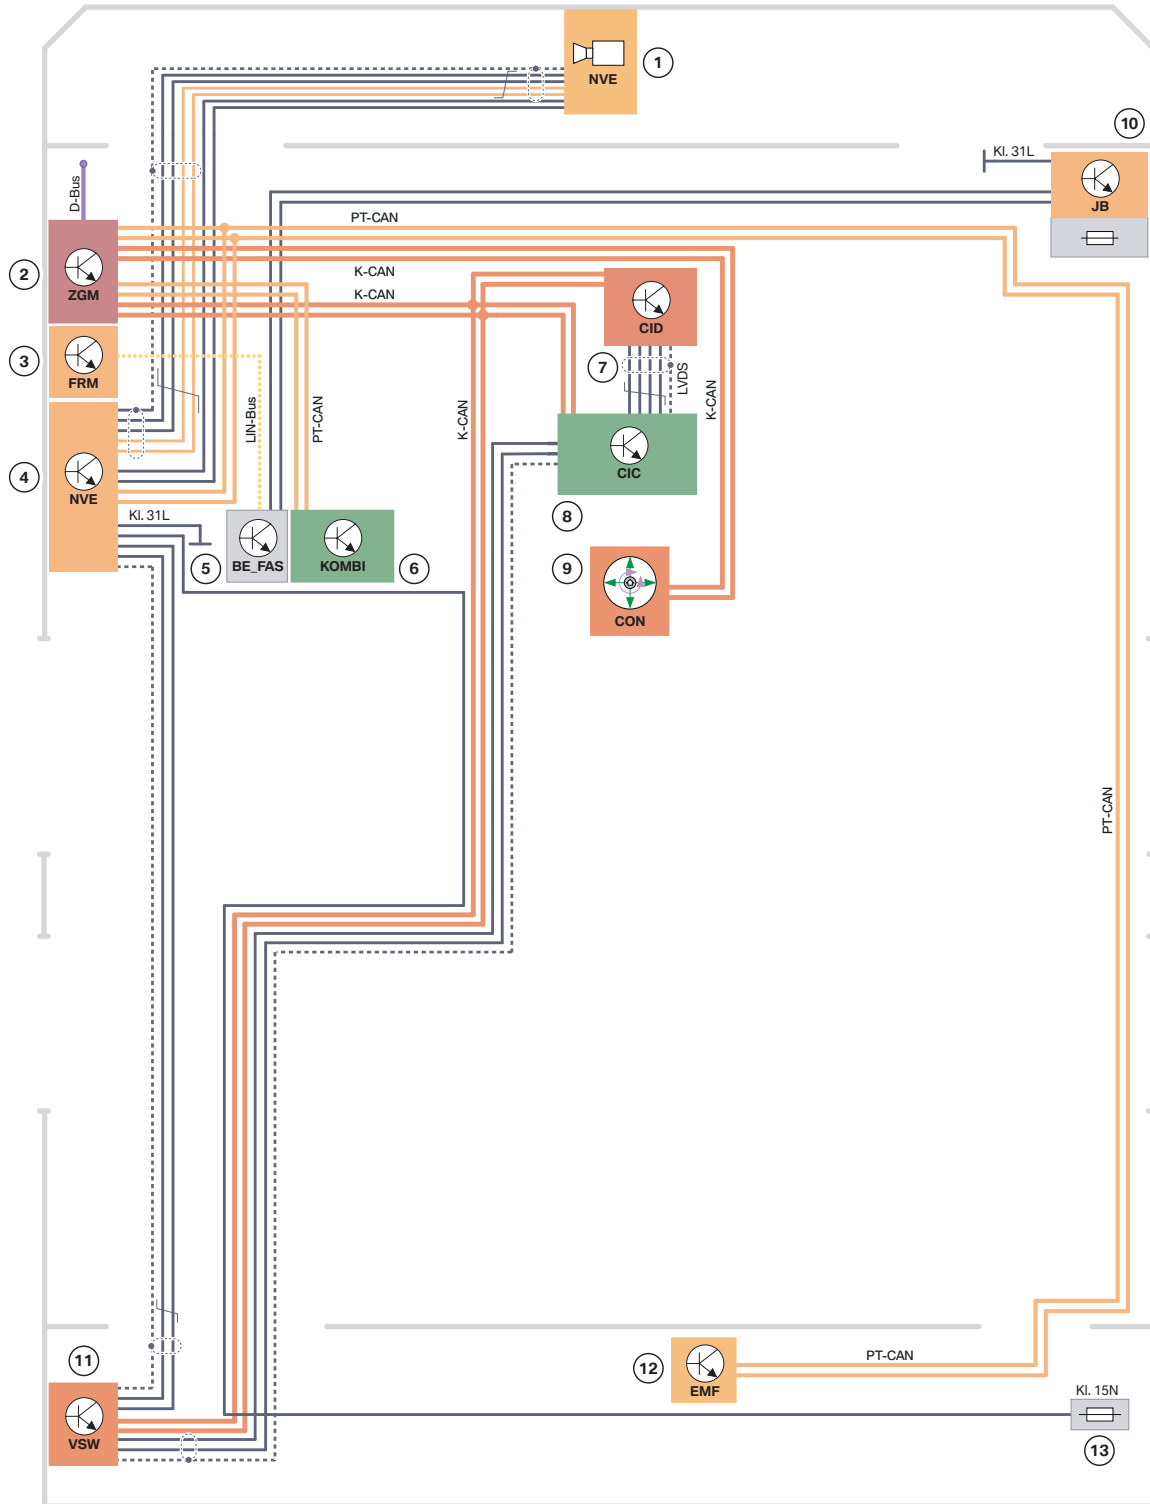 NVE
1
10
Kl. 31L
JB
D-Bus
PT-CAN
2
ZGM
K-CAN
K-CAN
CID
3
FRM
7
LVDS
K-CAN
LIN-Bus
PT-CAN
K-CAN
4
NVE
CIC
Kl. 31L
8
5
BE_FAS
KOMBI
6
9
CON
PT-CAN
11
VSW
12
EMF
PT-CAN
Kl. 15N
13